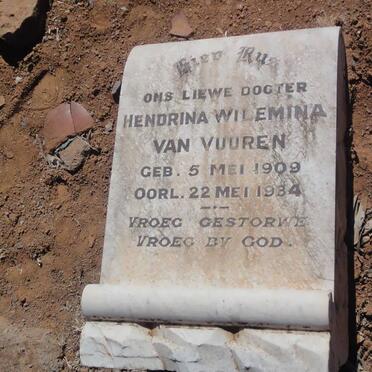 Hier Rus
ONS LIEWE DOGTER
HENDRINA WILEMINA
VAN VUUREN
GEB. 5 MEI 1909
OORL. 22 MEI 1934
VROEG GESTORWE
VROEG BY GOD.